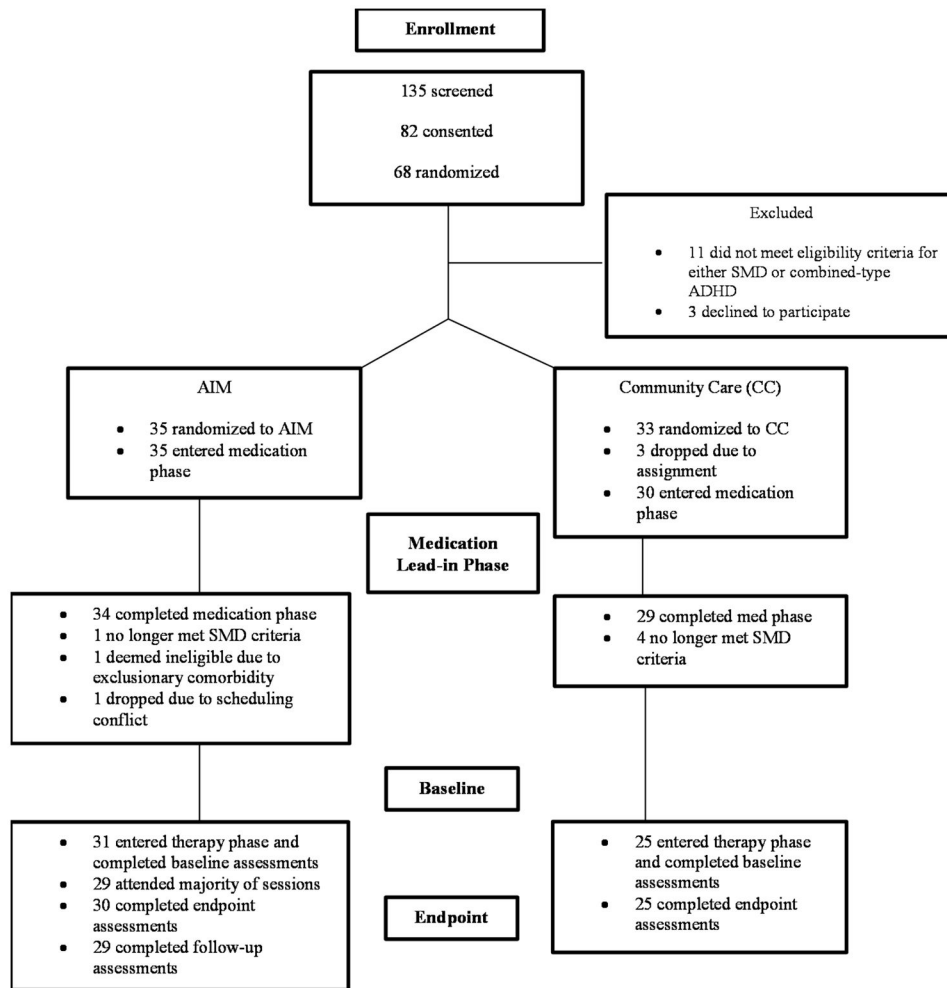 Enrollment
135 screened
82 consented
68 randomized
Excluded
• 11 did not meet eligibility criteria for
either SMD or combined-type
ADHD
• 3 declined to participate
AIM
• 35 randomized to AIM
• 35 entered medication
phase
Community Care (CC)
• 33 randomized to CC
• 3 dropped due to
assignment
• 30 entered medication
phase
Medication
Lead-in Phase
• 34 completed medication phase
• 1 no longer met SMD criteria
• 1 deemed ineligible due to
exclusionary comorbidity
• 1 dropped due to scheduling
conflict
• 29 completed med phase
• 4 no longer met SMD
criteria
Baseline
• 31 entered therapy phase and
completed baseline assessments
• 29 attended majority of sessions
• 30 completed endpoint
assessments
• 29 completed follow-up
assessments
• 25 entered therapy phase
and completed baseline
assessments
• 25 completed endpoint
assessments
Endpoint